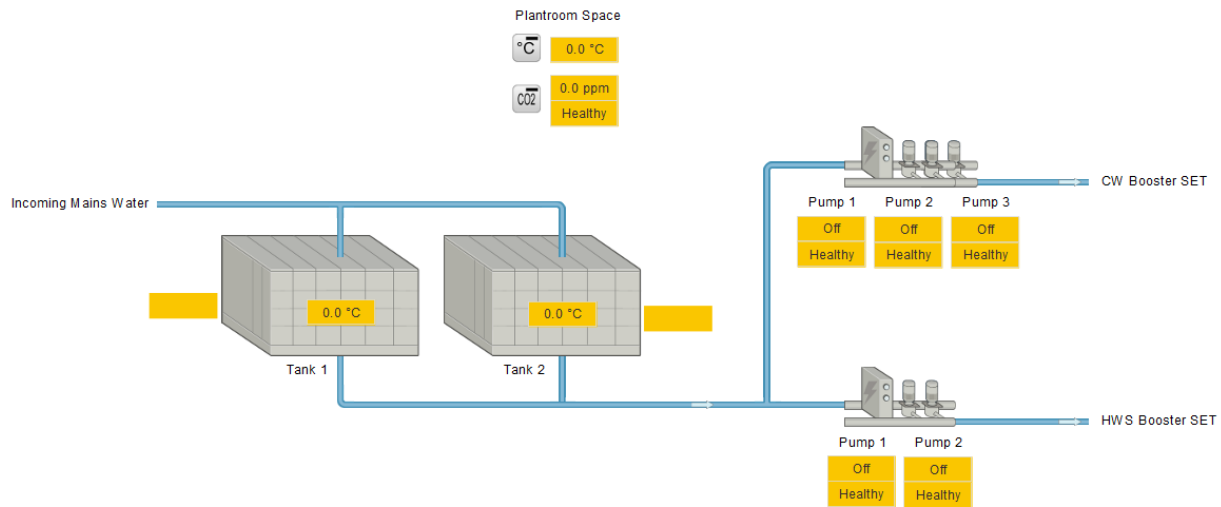 Plantroom Space
°C
0.0 °C
CO2
0.0 ppm
Healthy
CW Booster SET
Incoming Mains Water
Pump 1 Pump 2 Pump 3
Off Off Off
Healthy Healthy Healthy
0.0 °C 0.0 °C
Tank 1 Tank 2
HWS Booster SET
Pump 1 Pump 2
Off Off
Healthy Healthy